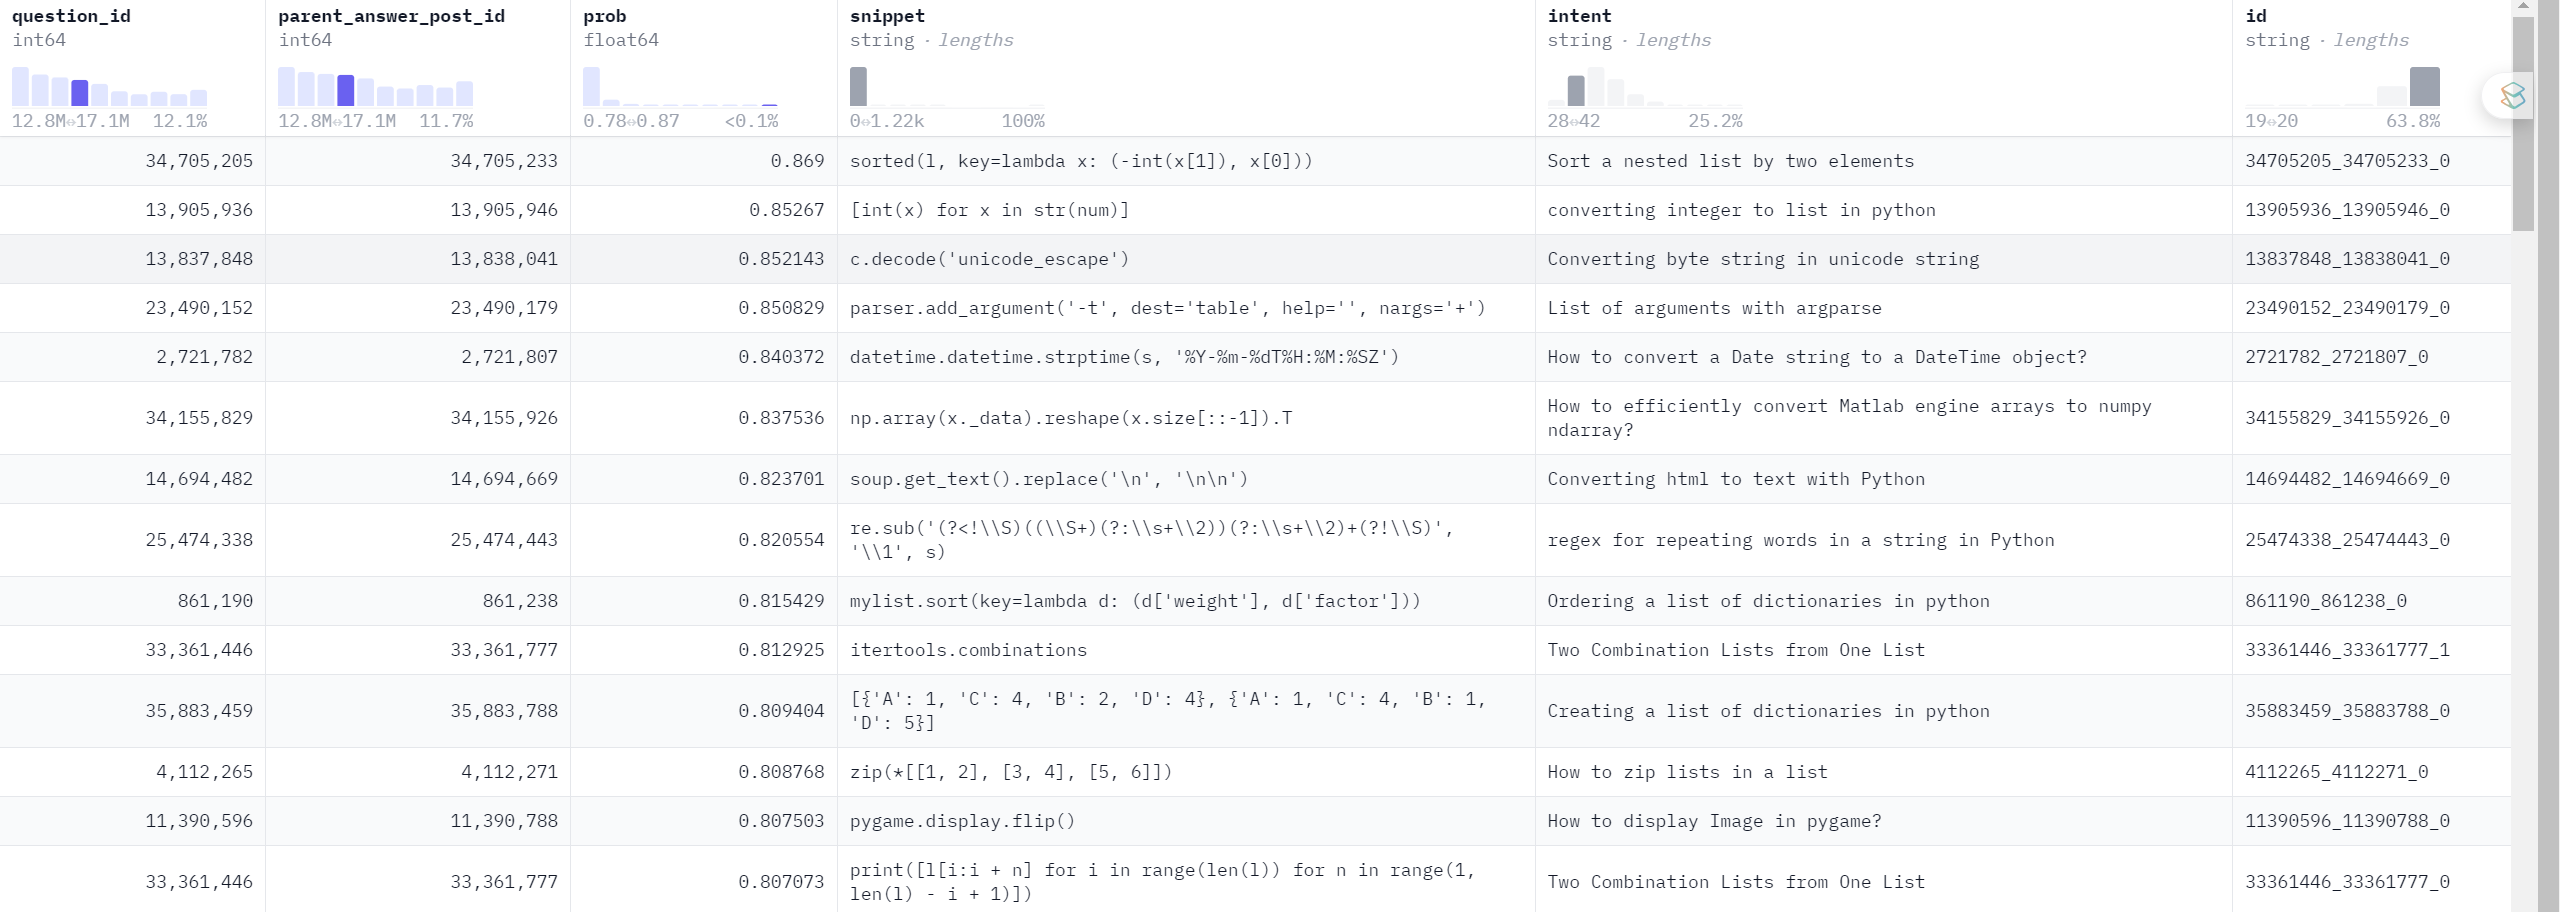 question_id parent_answer_post_id prob snippet intent id
int64 int64 float64 string · lengths string · lengths string · lengths
12.8M⇔17.1M 12.1% 12.8M⇔17.1M 11.7% 0.78⇔0.87 <0.1% 0⇔1.22k 100% 28⇔42 25.2% 19⇔20 63.8%
34,705,205 34,705,233 0.869 sorted(l, key=lambda x: (-int(x[1]), x[0])) Sort a nested list by two elements 34705205_34705233_0
13,905,936 13,905,946 0.85267 [int(x) for x in str(num)] converting integer to list in python 13905936_13905946_0
13,837,848 13,838,041 0.852143 c.decode('unicode_escape') Converting byte string in unicode string 13837848_13838041_0
23,490,152 23,490,179 0.850829 parser.add_argument('-t', dest='table', help='', nargs='+') List of arguments with argparse 23490152_23490179_0
2,721,782 2,721,807 0.840372 datetime.datetime.strptime(s, '%Y-%m-%dT%H:%M:%SZ') How to convert a Date string to a DateTime object? 2721782_2721807_0
34,155,829 34,155,926 0.837536 np.array(x._data).reshape(x.size[::-1]).T How to efficiently convert Matlab engine arrays to numpy
ndarray? 34155829_34155926_0
14,694,482 14,694,669 0.823701 soup.get_text().replace('\n', '\n\n') Converting html to text with Python 14694482_14694669_0
25,474,338 25,474,443 0.820554 re.sub('(?<!\\S)((\\S+)(?:\\s+\\2))(?:\\s+\\2)+(?!\\S)',
'\\1', s) regex for repeating words in a string in Python 25474338_25474443_0
861,190 861,238 0.815429 mylist.sort(key=lambda d: (d['weight'], d['factor'])) Ordering a list of dictionaries in python 861190_861238_0
33,361,446 33,361,777 0.812925 itertools.combinations Two Combination Lists from One List 33361446_33361777_1
35,883,459 35,883,788 0.809404 [{'A': 1, 'C': 4, 'B': 2, 'D': 4}, {'A': 1, 'C': 4, 'B': 1,
'D': 5}] Creating a list of dictionaries in python 35883459_35883788_0
4,112,265 4,112,271 0.808768 zip(*[[1, 2], [3, 4], [5, 6]]) How to zip lists in a list 4112265_4112271_0
11,390,596 11,390,788 0.807503 pygame.display.flip() How to display Image in pygame? 11390596_11390788_0
33,361,446 33,361,777 0.807073 print([l[i:i + n] for i in range(len(l)) for n in range(1,
len(l) - i + 1)]) Two Combination Lists from One List 33361446_33361777_0